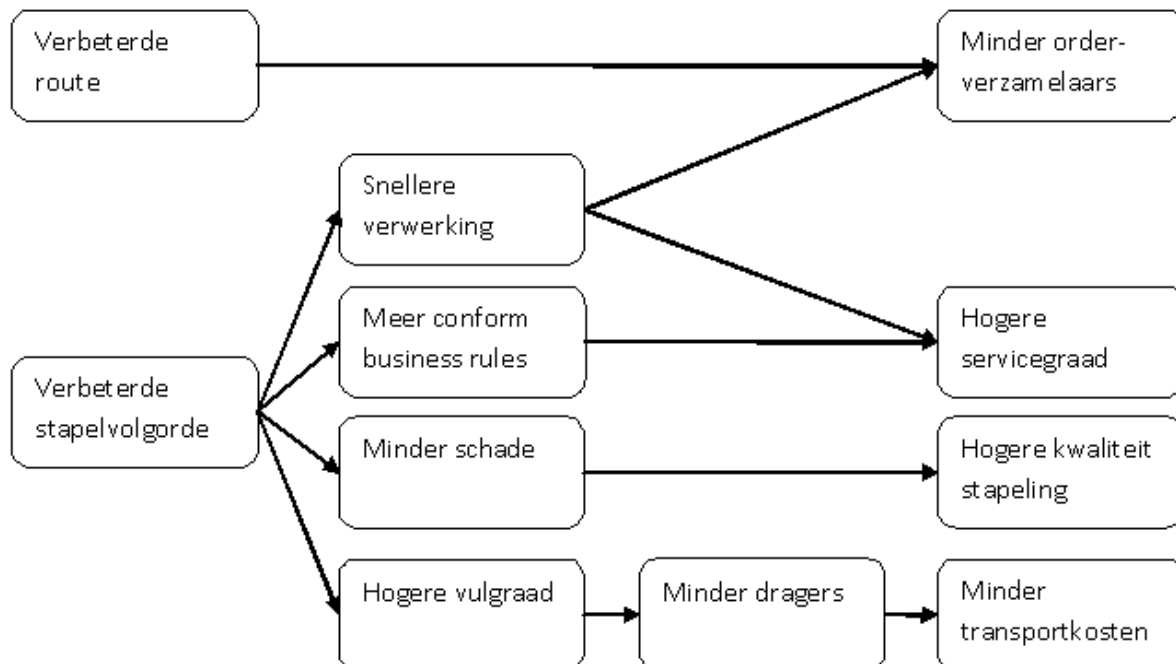 Verbeterde
route
Minder order-
verzamelaars
Snellere
verwerking
Meer conform
business rules
Hogere
servicegraad
Verbeterde
stapelvolgorde
Minder schade
Hogere kwaliteit
stapeling
Hogere vulgraad
Minder dragers
Minder
transportkosten